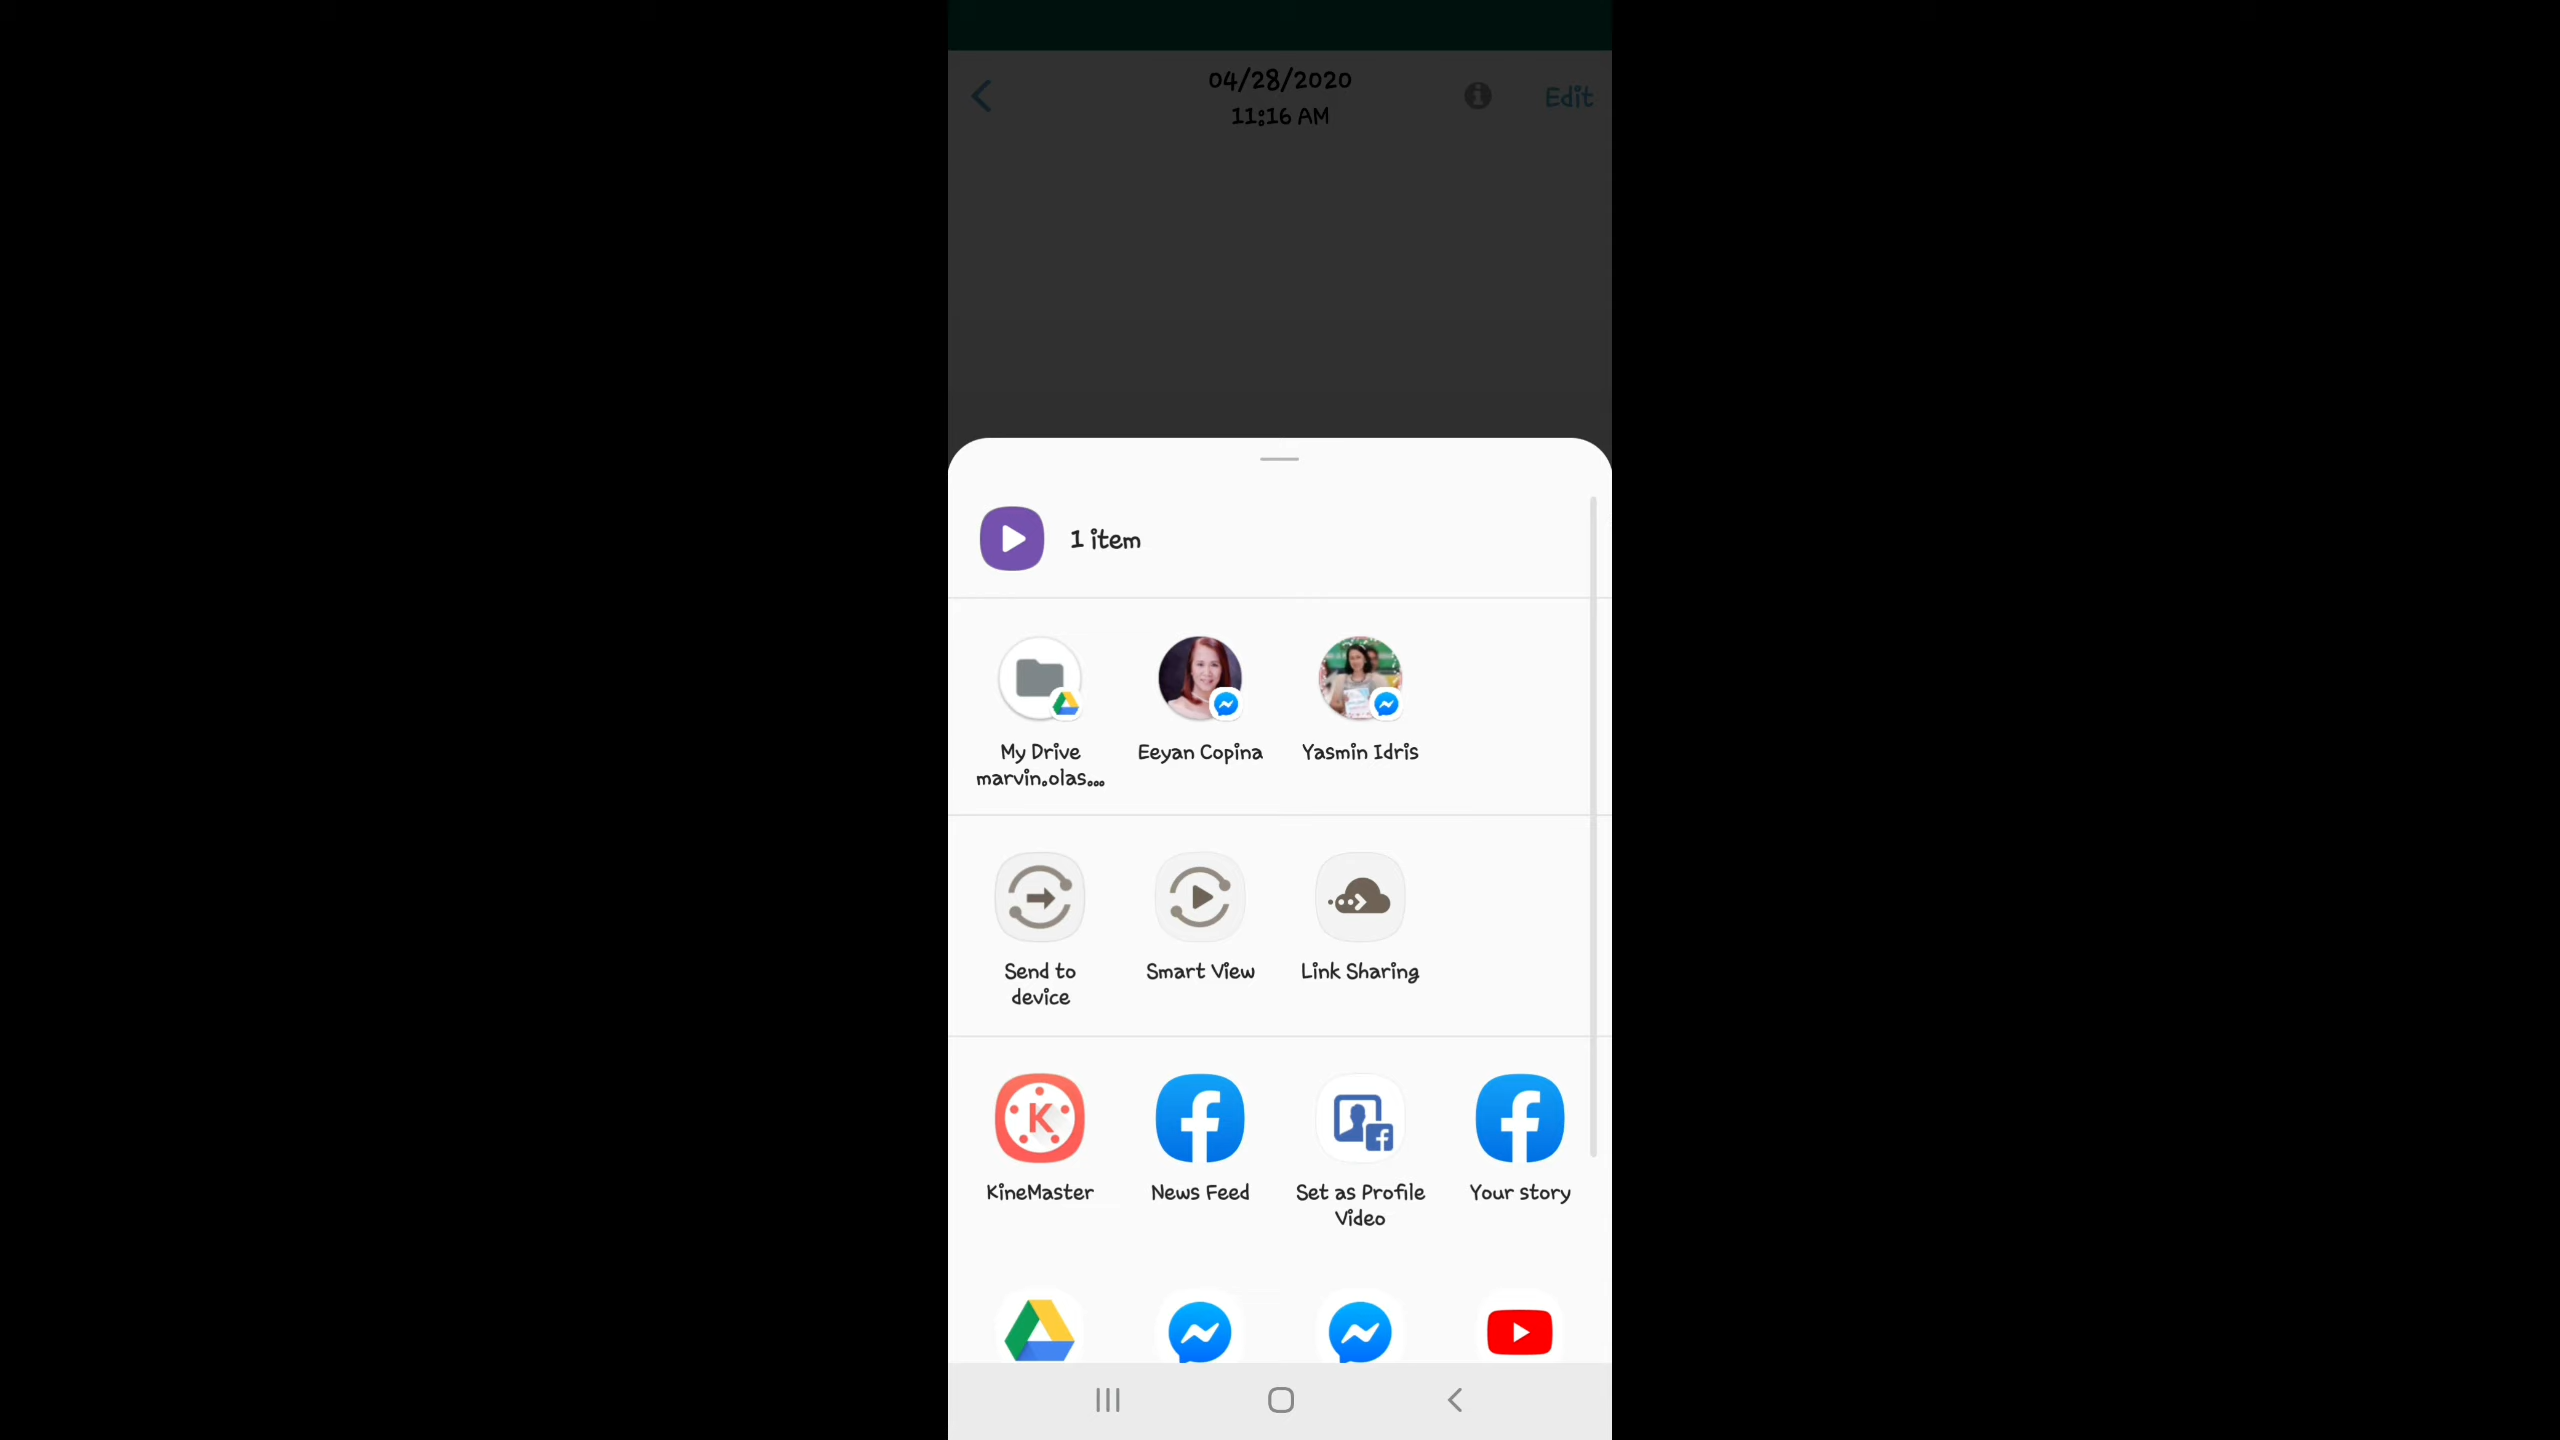 04/28/2020
11:16 AM
Edit
1 item
My Drive
marvin.olas...
Eeyan Copina
Yasmin Idris
Send to
device
Smart View
Link Sharing
KineMaster
News Feed
Set as Profile
Video
Your story